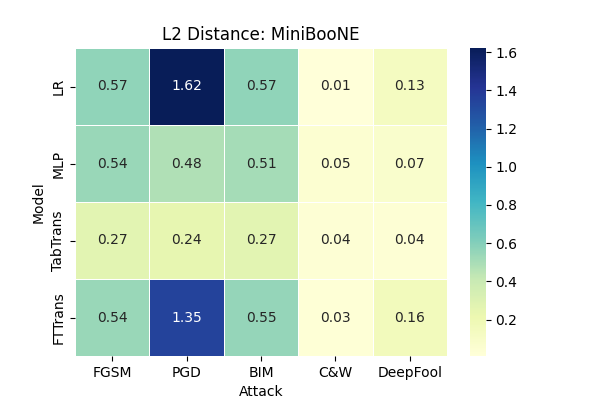 L2 Distance: MiniBooNE
LR 0.57 1.62 0.57 0.01 0.13
MLP 0.54 0.48 0.51 0.05 0.07
TabTrans 0.27 0.24 0.27 0.04 0.04
FTTrans 0.54 1.35 0.55 0.03 0.16
Model
FGSM PGD BIM C&W DeepFool
Attack
1.6
1.4
1.2
1.0
0.8
0.6
0.4
0.2